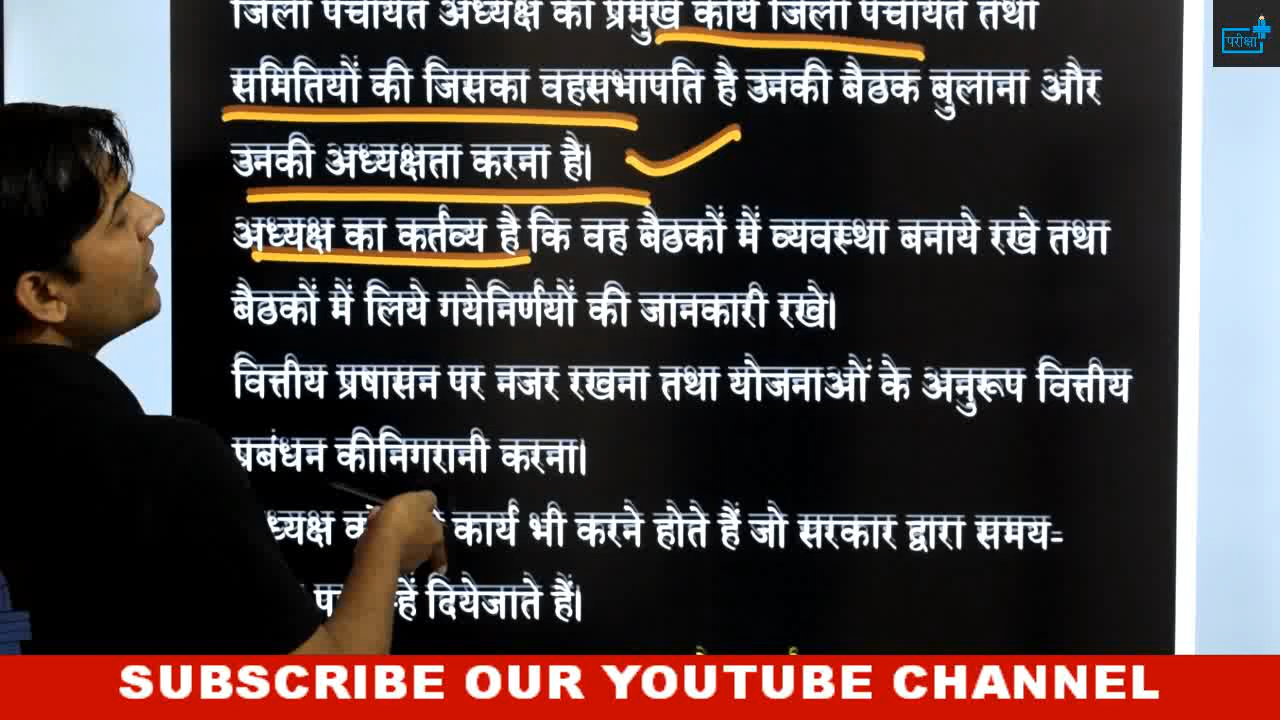 परीक्षा
जिला पंचायत अध्यक्ष का प्रमुख कार्य जिला पंचायत तथा
समितियों की जिसका वहसभापति है उनकी बैठक बुलाना और
उनकी अध्यक्षता करना है।
अध्यक्ष का कर्तव्य है कि वह बैठकों में व्यवस्था बनाये रखे तथा
बैठकों में लिये गयेनिर्णयों की जानकारी रखे।
वित्तीय प्रषासन पर नजर रखना तथा योजनाओं के अनुरूप वित्तीय
प्रबंधन कीनिगरानी करना।
कार्य भी करने होते हैं जो सरकार द्वारा समय-
दियेजाते हैं।
SUBSCRIBE OUR YOUTUBE CHANNEL